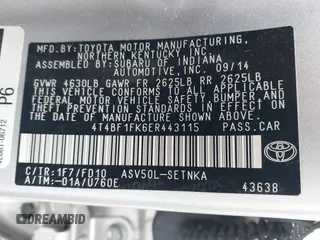 MFD. BY: TOYOTA MOTOR MANUFACTURING,
NORTHERN KENTUCKY, INC.
BY: SUBARU OF INDIANA
AUTOMOTIVE, INC. 09/14
GVWR 4630LB GAWR FR 2625LB RR 2625LB
THIS VEHICLE CONFORMS TO ALL APPLICABLE
FEDERAL MOTOR VEHICLE SAFETY, BUMPER, AND
THEFT PREVENTION STANDARDS IN EFFECT ON THE
DATE OF MANUFACTURE SHOWN ABOVE.
4T4BF1FK6ER443115 PASS.CAR
C/TR: 1F7/FD10 ASV50L-SETNKA
A/TM: -01A/U760E
TOYOTA
43638
P6
06712
BIDAMBID